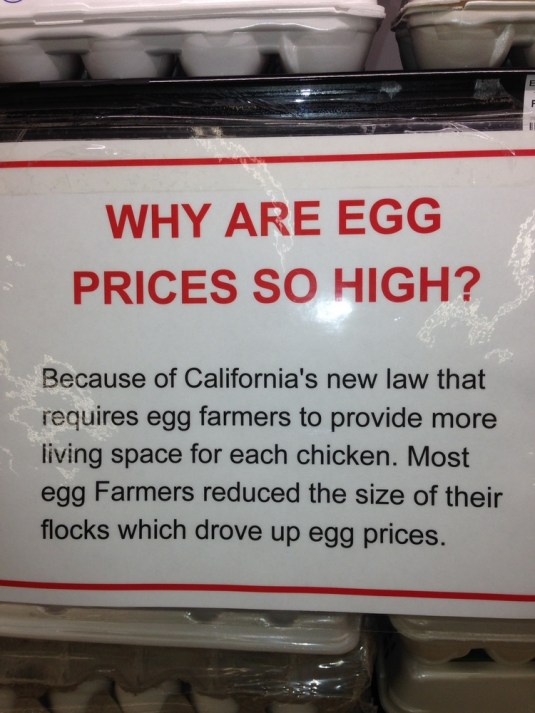 WHY ARE EGG
PRICES SO HIGH?
Because of California's new law that
requires egg farmers to provide more
living space for each chicken. Most
egg Farmers reduced the size of their
flocks which drove up egg prices.